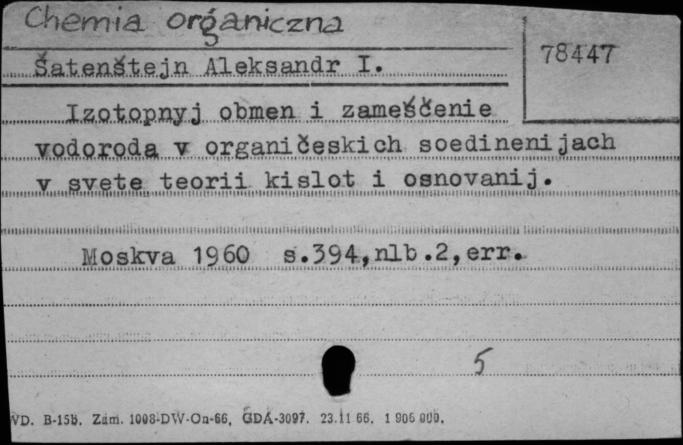 Chemia organiczna
78447
Šatenštejn Aleksandr I.
Izotopnyj obmen i zameščenie
vodoroda v organičeskich soedinenijach
v svete teorii kislot i osnovanij.
Moskva 1960 s.394,nlb.2,err.
5
VD. B-15b. Zam. 1008-DW-On-66, GDA-3097. 23.11 66. 1 906 000.